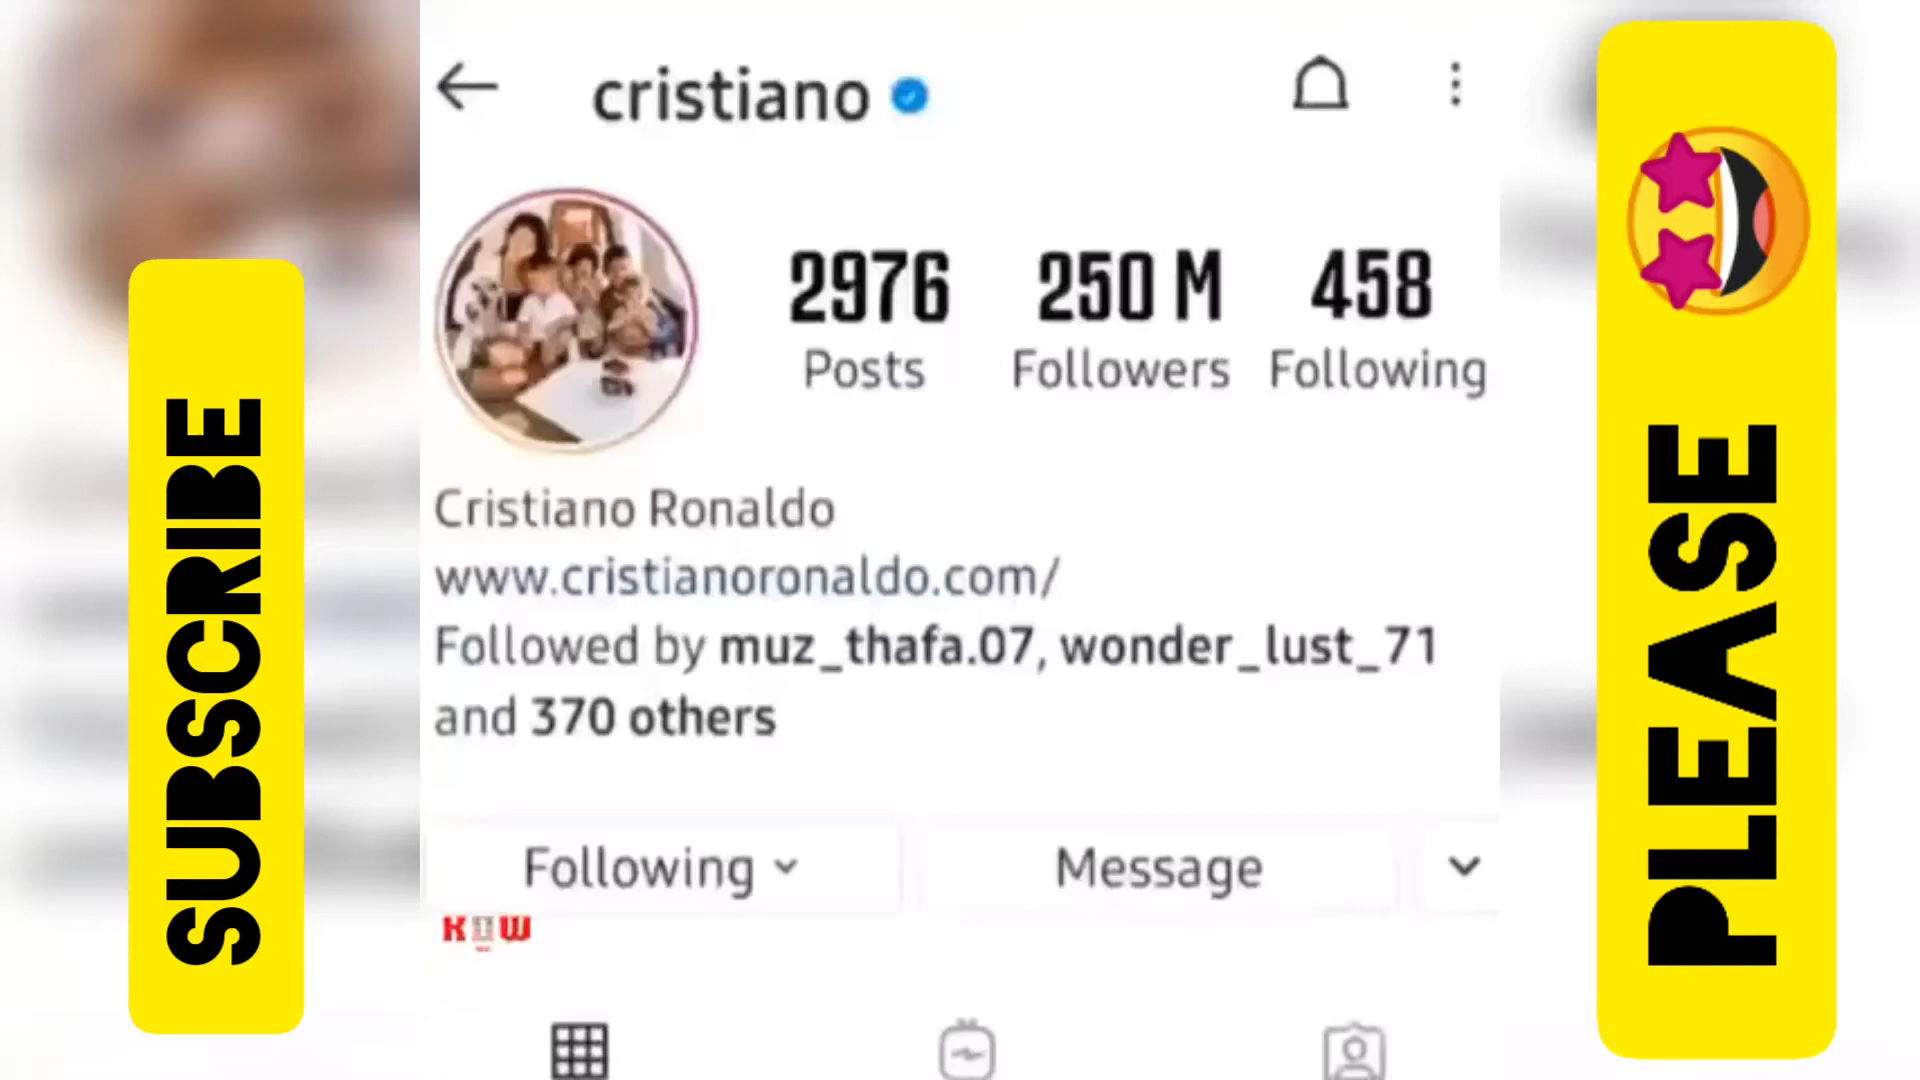 cristiano
2976 250 M 458
Posts Followers Following
Cristiano Ronaldo
www.cristianoronaldo.com/
Followed by muz_thafa.07, wonder_lust_71
and 370 others
Following Message
SUBSCRIBE
PLEASE